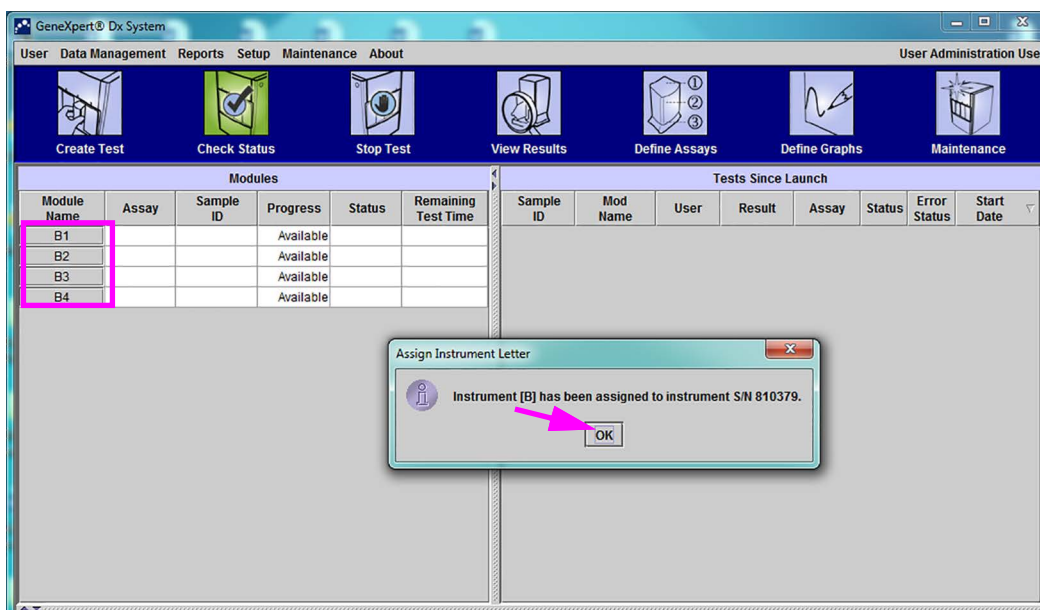 GeneXpert® Dx System
User Data Management Reports Setup Maintenance About User Administration Use
Create Test Check Status Stop Test View Results Define Assays Define Graphs Maintenance
Modules
Module Name Assay Sample ID Progress Status Remaining Test Time
B1 Available
B2 Available
B3 Available
B4 Available
Tests Since Launch
Sample ID Mod Name User Result Assay Status Error Status Start Date
Assign Instrument Letter
Instrument [B] has been assigned to instrument S/N 810379.
OK